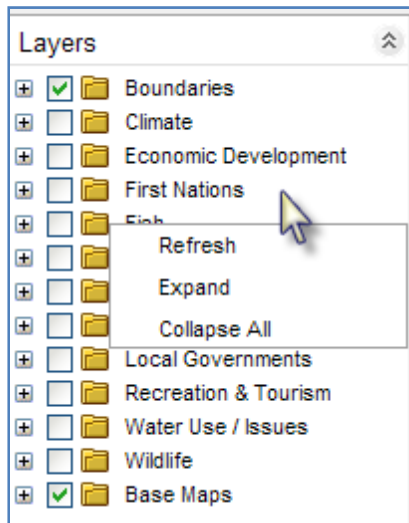 Layers
Boundaries
Climate
Economic Development
First Nations
Fish
Refresh
Expand
Collapse All
Local Governments
Recreation & Tourism
Water Use / Issues
Wildlife
Base Maps